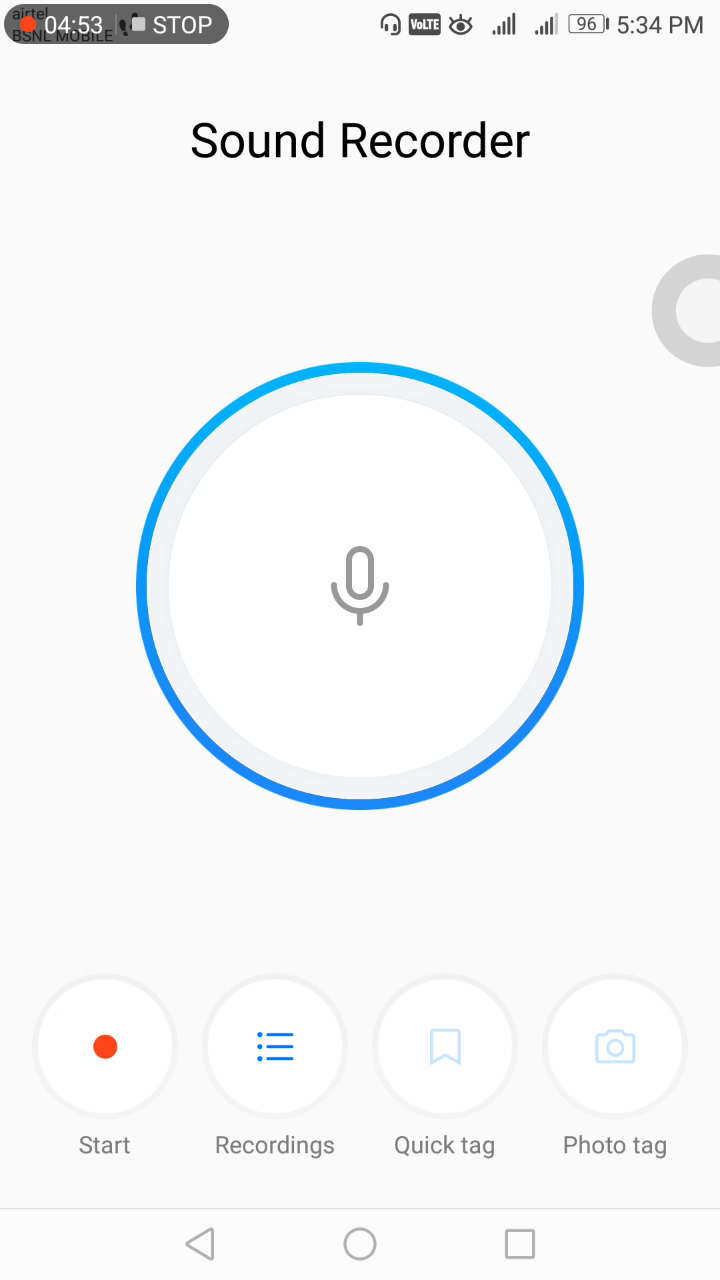 airtel
BSNL MOBILE
04:53 STOP
VoLTE 96 5:34 PM
Sound Recorder
Start Recordings Quick tag Photo tag